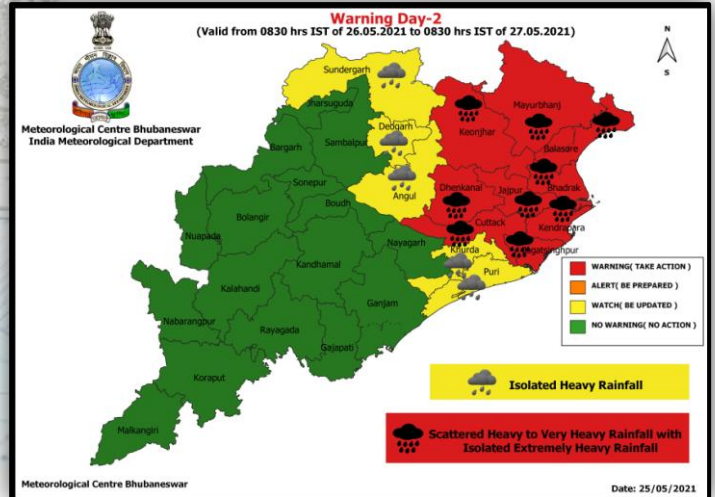 Warning Day-2
(Valid from 0830 hrs IST of 26.05.2021 to 0830 hrs IST of 27.05.2021)
N
S
Meteorological Centre Bhubaneswar
India Meteorological Department
Sundergarh
Jharsuguda
Mayurbhanj
Keonjhar
Deogarh
Sambalpur
Bargarh
Balasore
Sonepur
Angul
Dhenkanal
Jajpur
Bhadrak
Boudh
Bolangir
Cuttack
Kendrapara
Nuapada
Nayagarh
Khurda
Jagatsinghpur
Kandhamal
Puri
Kalahandi
Ganjam
Nabarangpur
Rayagada
Gajapati
Koraput
Malkangiri
WARNING( TAKE ACTION )
ALERT( BE PREPARED )
WATCH( BE UPDATED )
NO WARNING( NO ACTION )
Isolated Heavy Rainfall
Scattered Heavy to Very Heavy Rainfall with
Isolated Extremely Heavy Rainfall
Meteorological Centre Bhubaneswar
Date: 25/05/2021